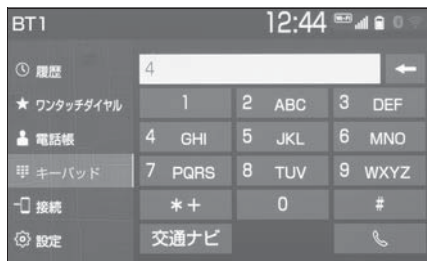 BT1 12:44
履歴
4
ワンタッチダイヤル
1
2 ABC
3 DEF
電話帳
4 GHI
5 JKL
6 MNO
キーパッド
7 PQRS
8 TUV
9 WXYZ
接続
*+
0
#
設定
交通ナビ